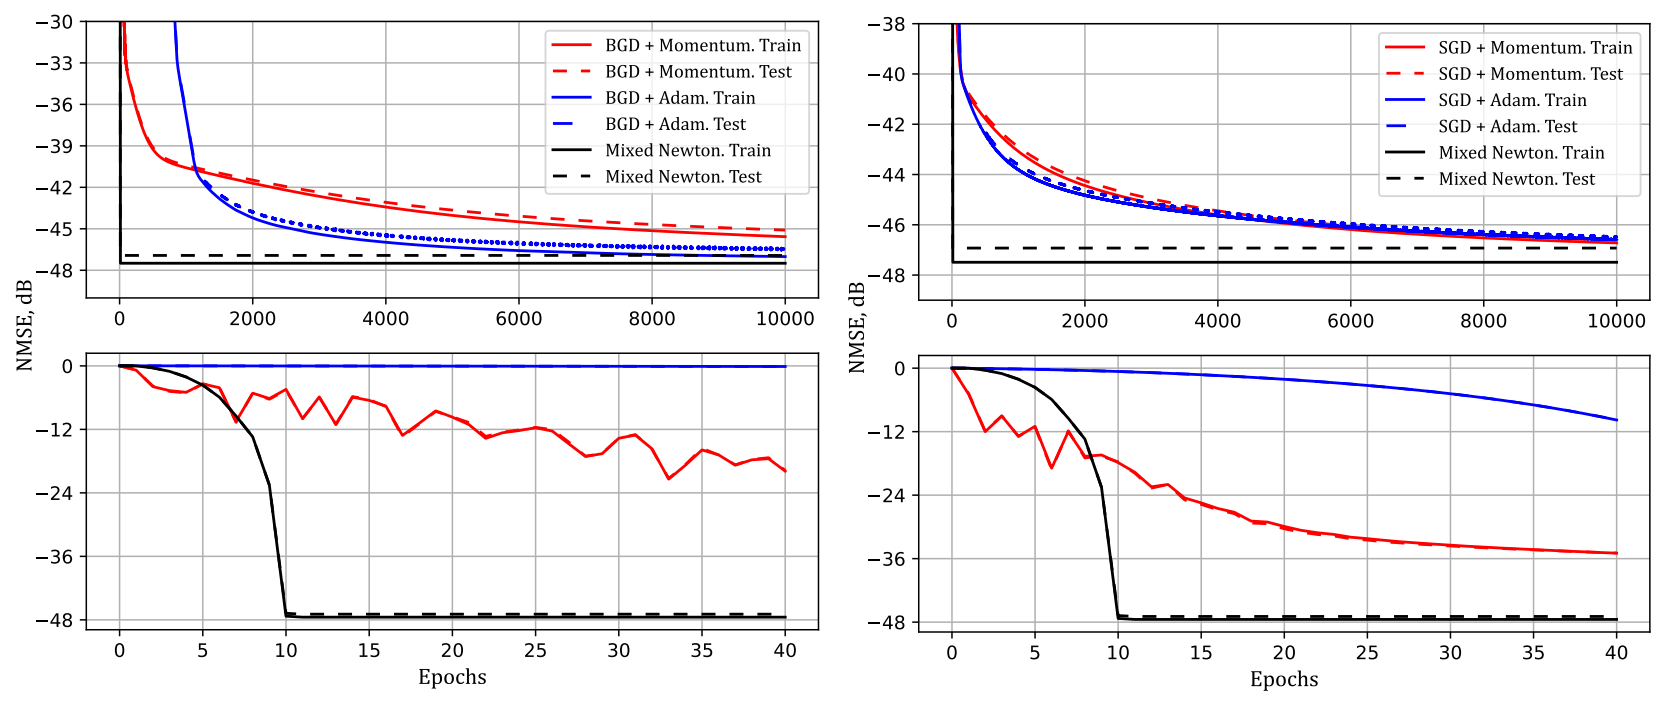 −30
−33
−36
−39
−42
−45
−48
0 2000 4000 6000 8000 10000
BGD + Momentum. Train
BGD + Momentum. Test
BGD + Adam. Train
BGD + Adam. Test
Mixed Newton. Train
Mixed Newton. Test
NMSE, dB
0
−12
−24
−36
−48
0 5 10 15 20 25 30 35 40
Epochs
−38
−40
−42
−44
−46
−48
0 2000 4000 6000 8000 10000
SGD + Momentum. Train
SGD + Momentum. Test
SGD + Adam. Train
SGD + Adam. Test
Mixed Newton. Train
Mixed Newton. Test
NMSE, dB
0
−12
−24
−36
−48
0 5 10 15 20 25 30 35 40
Epochs